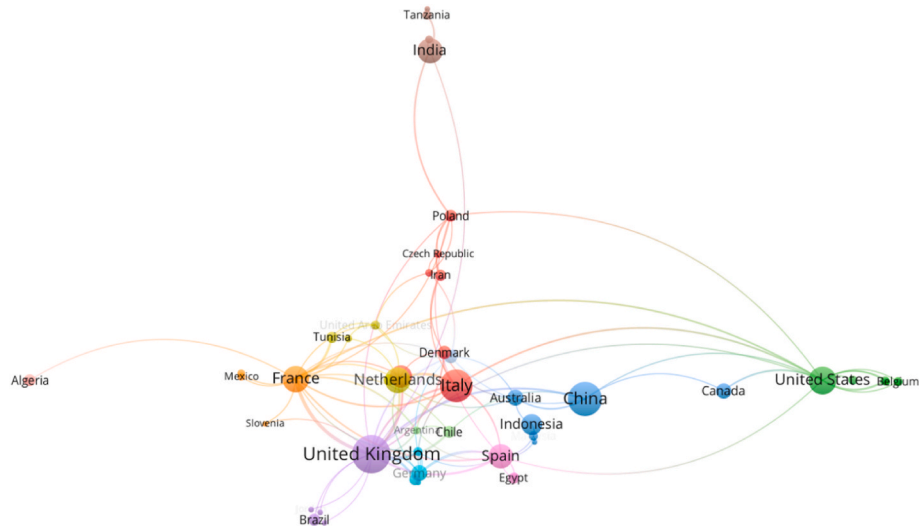 Tanzania
India
Poland
Czech Republic
Iran
United Arab Emirates
Tunisia
Denmark
Algeria
Mexico
France
Netherlands
Italy
United States
Belgium
Canada
Australia
China
Slovenia
Argentina
Chile
Indonesia
United Kingdom
Spain
Germany
Egypt
Brazil